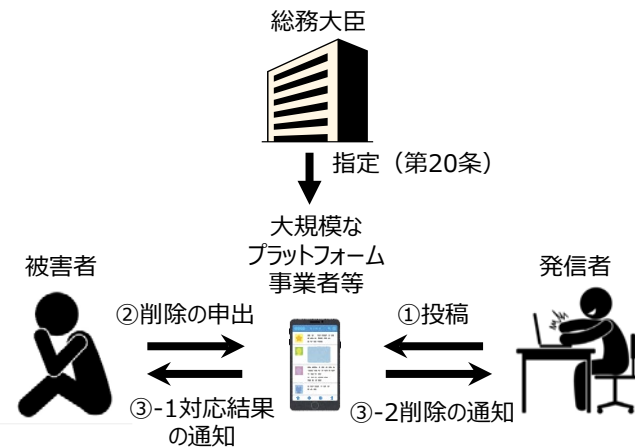 総務大臣
指定（第20条）
大規模な
プラットフォーム
事業者等
被害者
発信者
②削除の申出
①投稿
③-1対応結果
の通知
③-2削除の通知